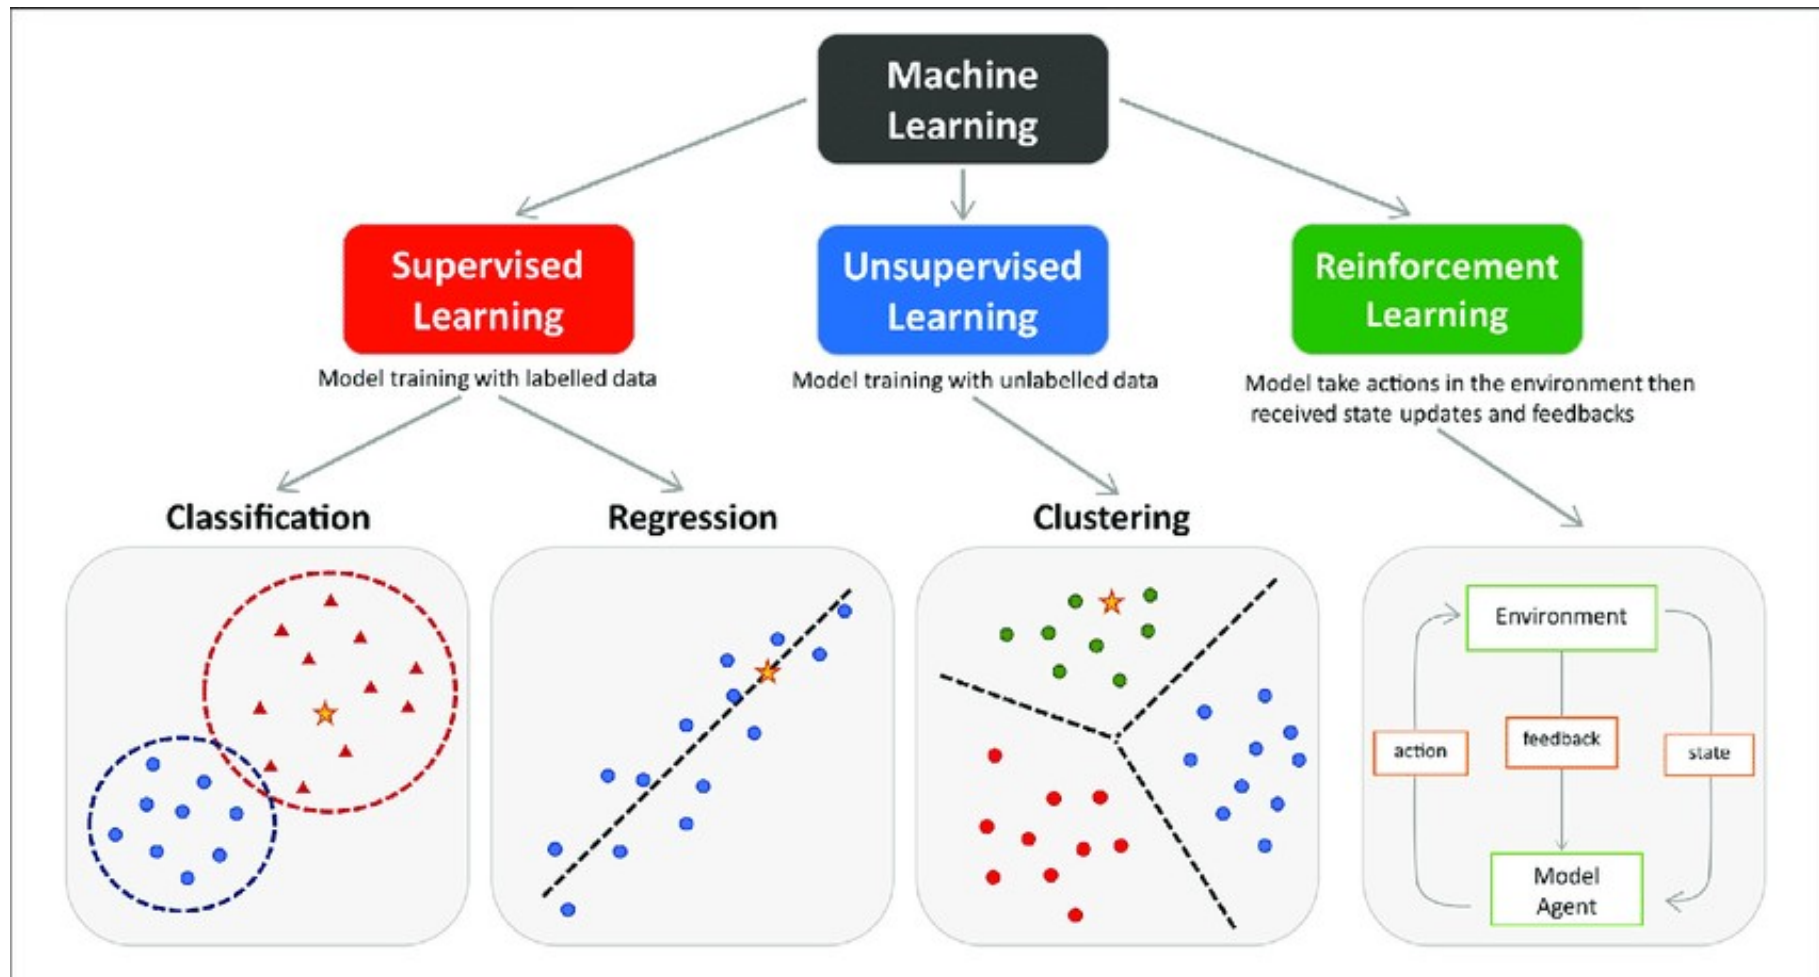 Machine
Learning
Supervised
Learning
Unsupervised
Learning
Reinforcement
Learning
Model training with labelled data
Model training with unlabelled data
Model take actions in the environment then
received state updates and feedbacks
Classification
Regression
Clustering
Environment
action
feedback
state
Model
Agent